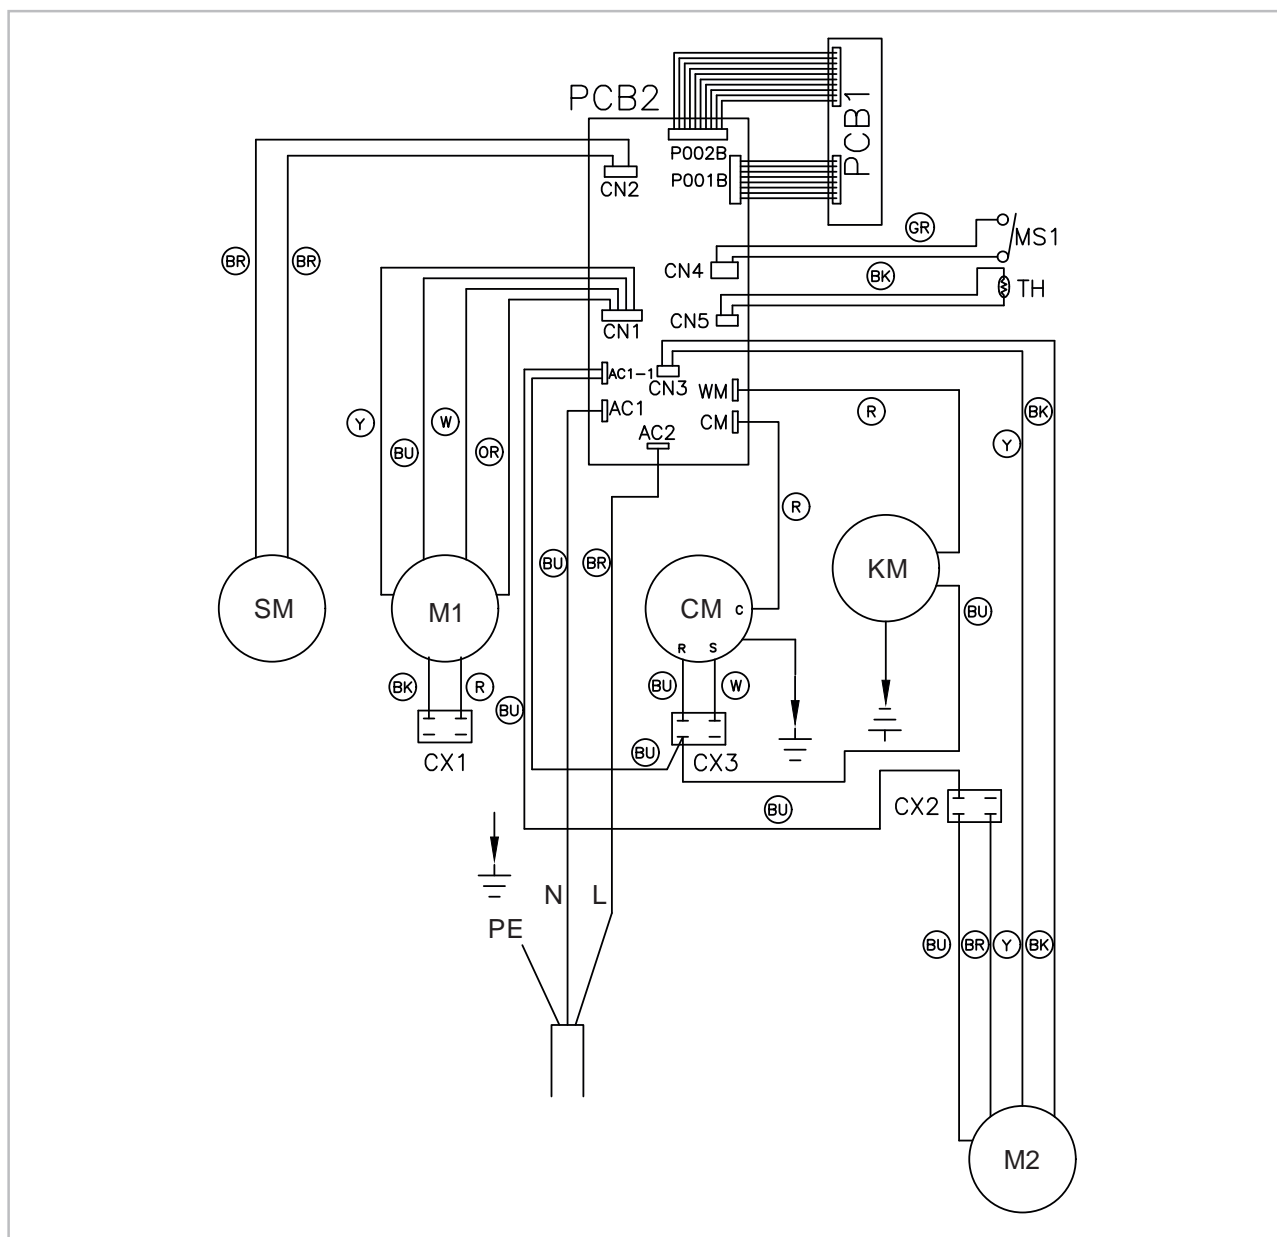 PCB2
PCB1
P002B
P001B
CN2
GR
MS1
BR
BR
CN4
BK
TH
CN5
CN1
AC1-1
CN3
WM
BK
R
AC1
CM
Y
W
BU
OR
AC2
Y
R
BU
BR
KM
SM
M1
CM
C
BU
R
S
BK
R
BU
W
BU
BU
CX1
CX3
BU
CX2
N
L
PE
BU
BR
Y
BK
M2